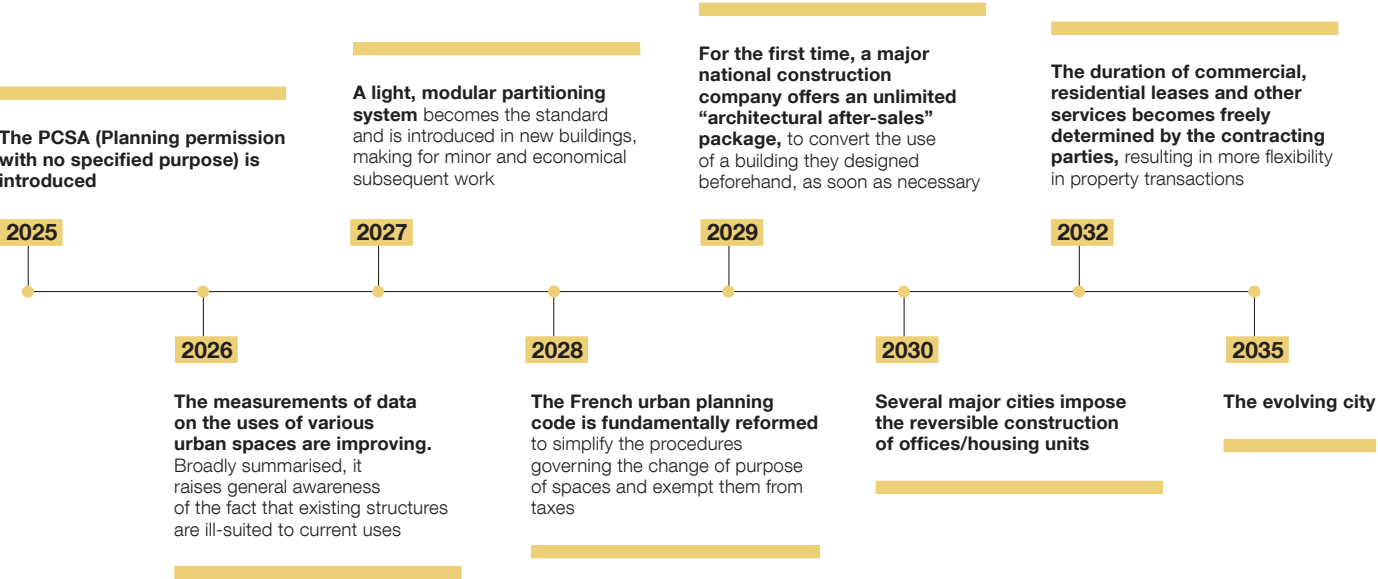 The PCSA (Planning permission
with no specified purpose) is
introduced
2025
A light, modular partitioning
system becomes the standard
and is introduced in new buildings,
making for minor and economical
subsequent work
2027
For the first time, a major
national construction
company offers an unlimited
“architectural after-sales”
package, to convert the use
of a building they designed
beforehand, as soon as necessary
2029
The duration of commercial,
residential leases and other
services becomes freely
determined by the contracting
parties, resulting in more flexibility
in property transactions
2032
2026
The measurements of data
on the uses of various
urban spaces are improving.
Broadly summarised, it
raises general awareness
of the fact that existing structures
are ill-suited to current uses
2028
The French urban planning
code is fundamentally reformed
to simplify the procedures
governing the change of purpose
of spaces and exempt them from
taxes
2030
Several major cities impose
the reversible construction
of offices/housing units
2035
The evolving city